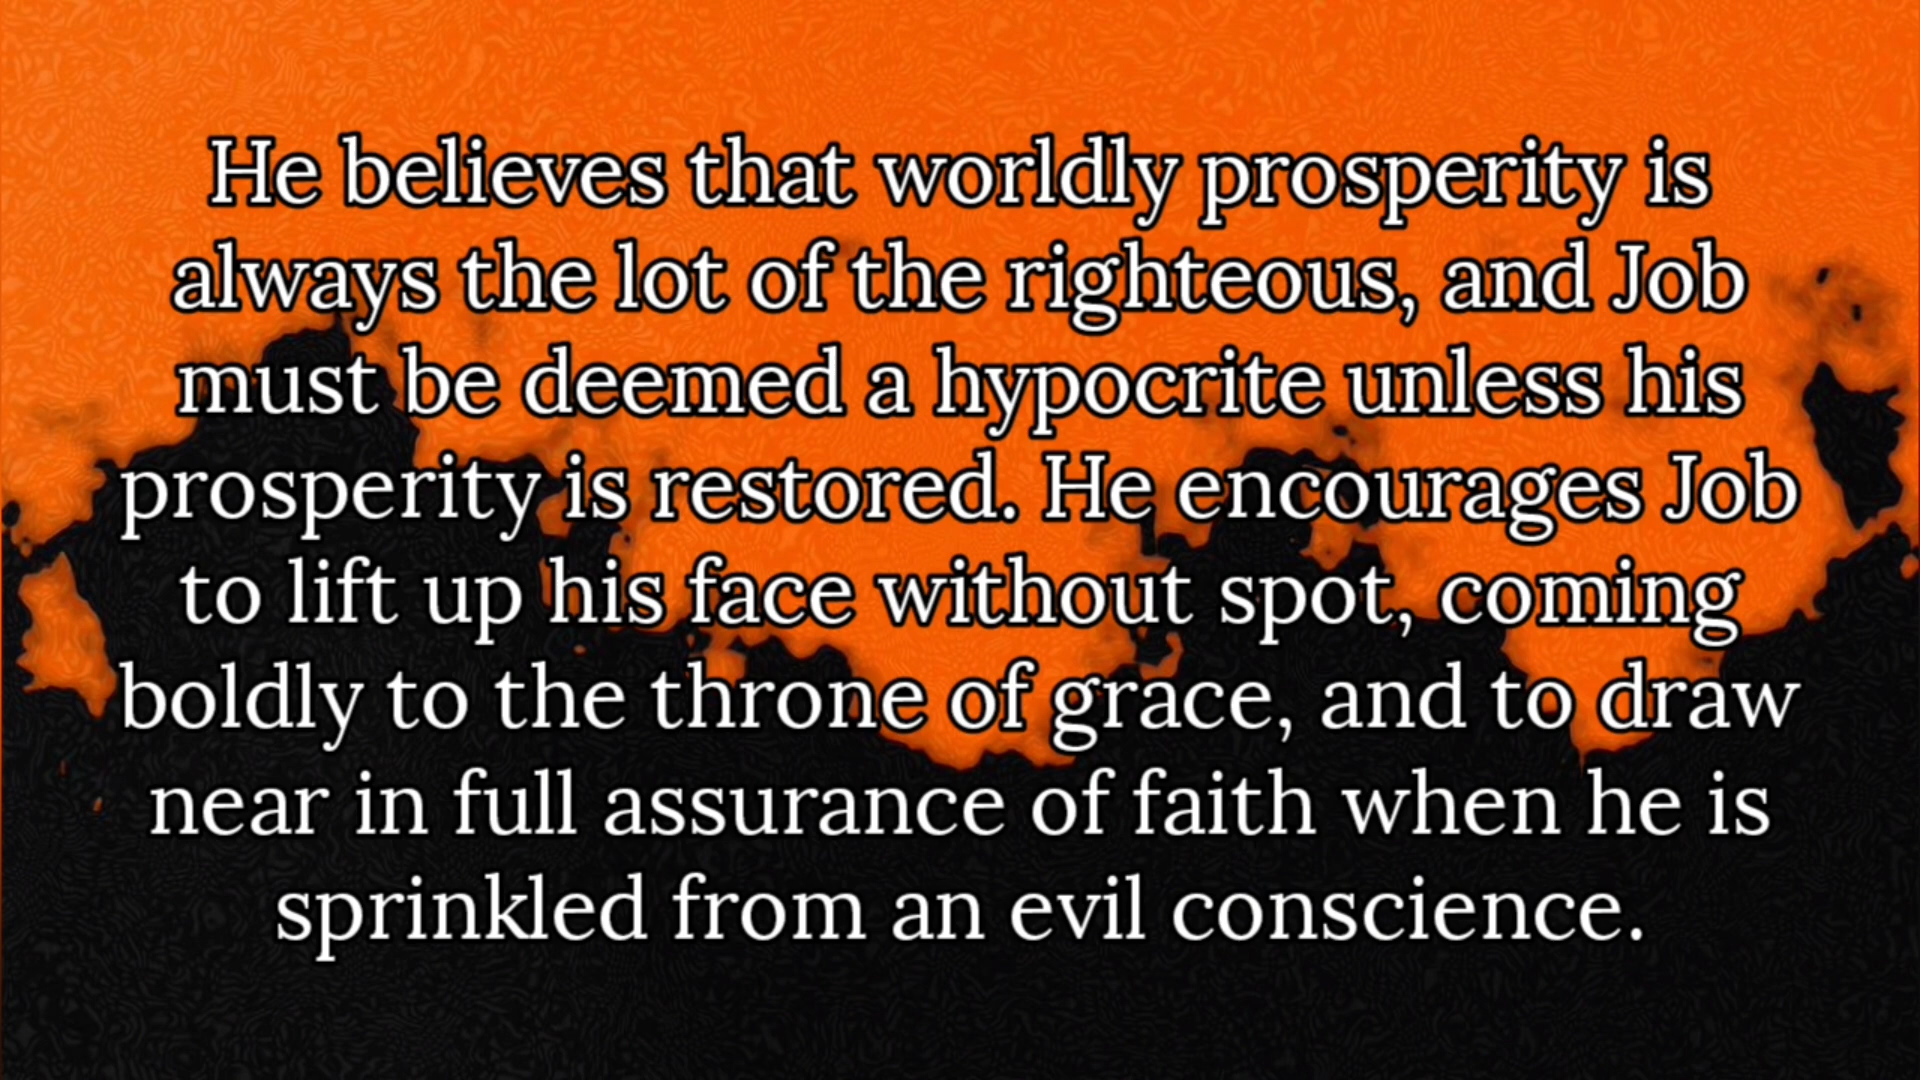 He believes that worldly prosperity is
always the lot of the righteous, and Job
must be deemed a hypocrite unless his
prosperity is restored. He encourages Job
to lift up his face without spot, coming
boldly to the throne of grace, and to draw
near in full assurance of faith when he is
sprinkled from an evil conscience.